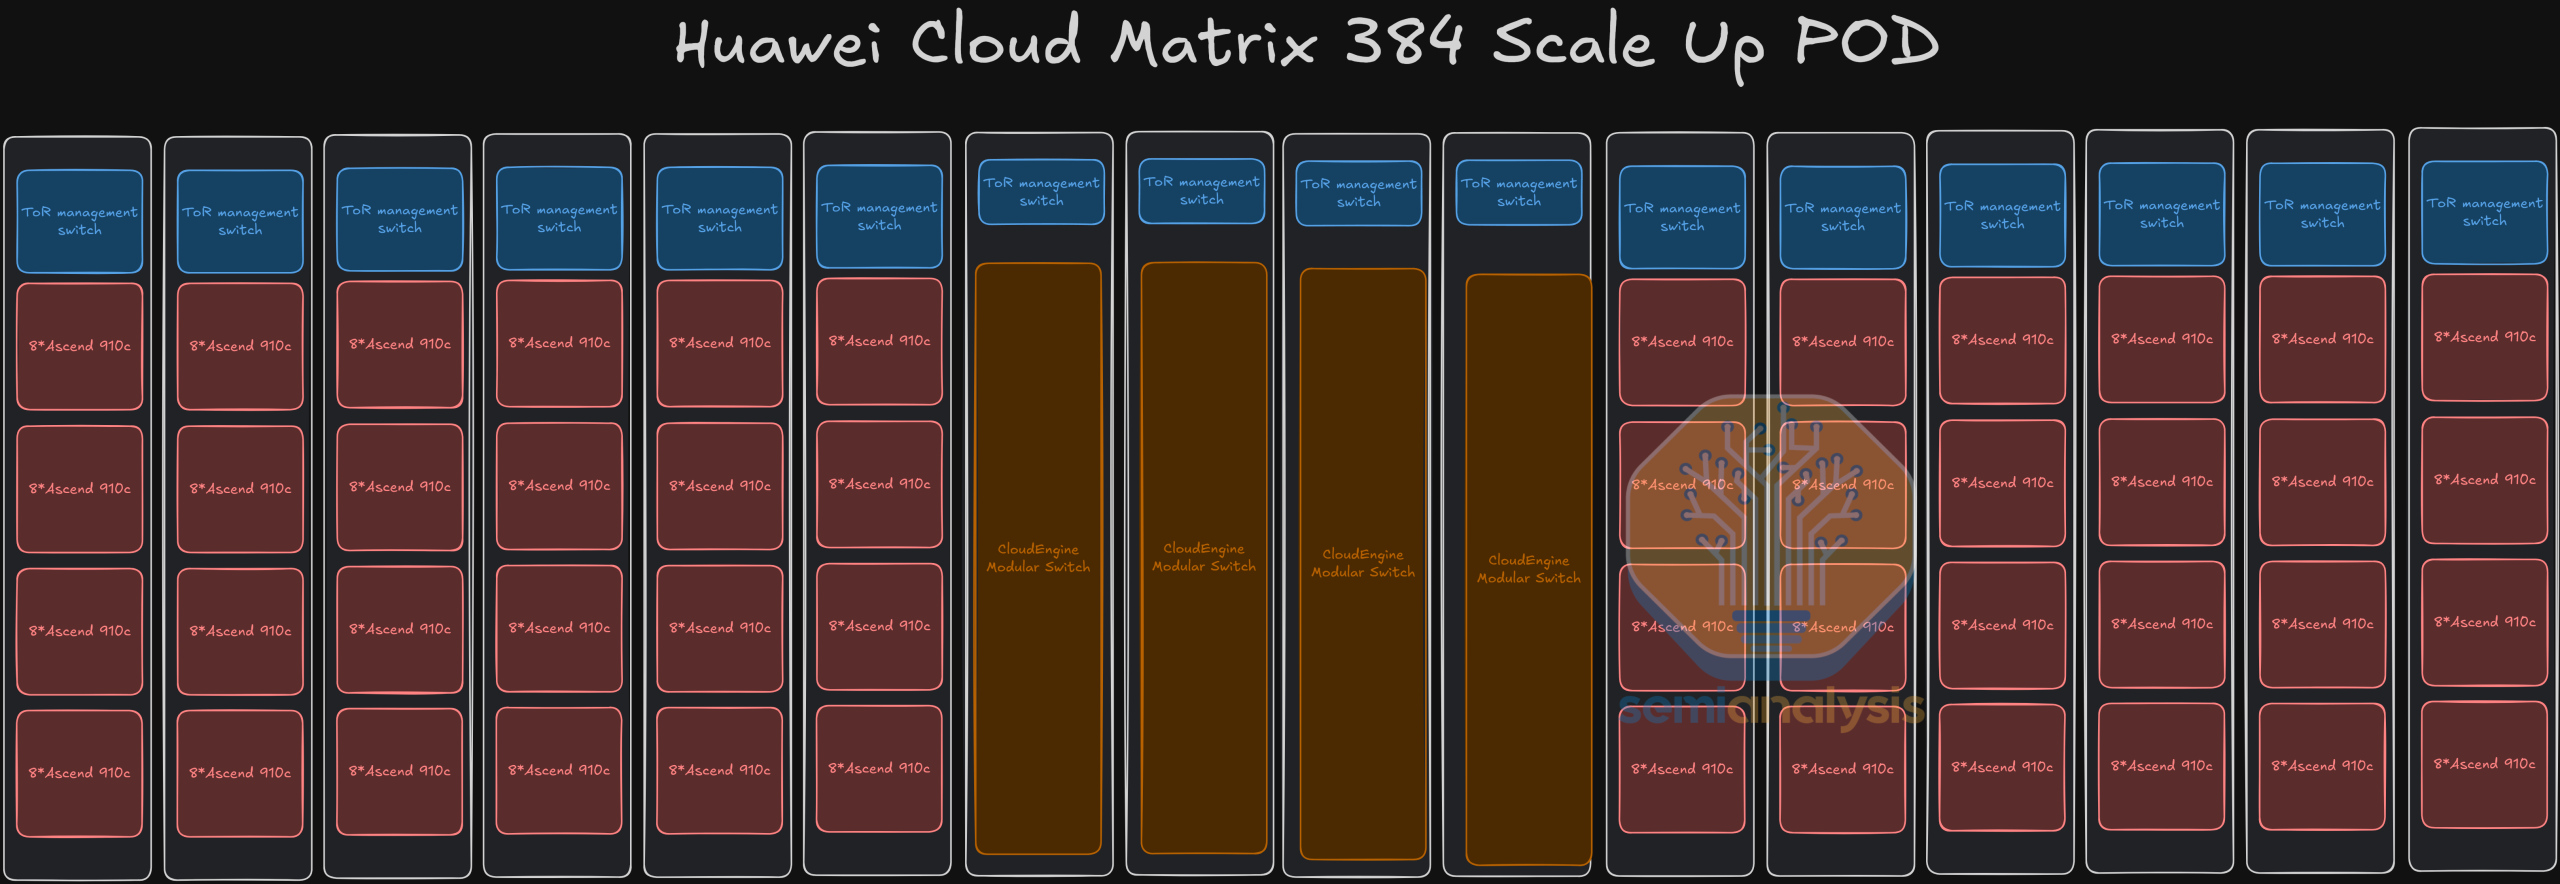 Huawei Cloud Matrix 384 Scale Up POD
ToR management
switch
8*Ascend 910c
8*Ascend 910c
8*Ascend 910c
8*Ascend 910c
ToR management
switch
8*Ascend 910c
8*Ascend 910c
8*Ascend 910c
8*Ascend 910c
ToR management
switch
8*Ascend 910c
8*Ascend 910c
8*Ascend 910c
8*Ascend 910c
ToR management
switch
8*Ascend 910c
8*Ascend 910c
8*Ascend 910c
8*Ascend 910c
ToR management
switch
8*Ascend 910c
8*Ascend 910c
8*Ascend 910c
8*Ascend 910c
ToR management
switch
8*Ascend 910c
8*Ascend 910c
8*Ascend 910c
8*Ascend 910c
ToR management
switch
CloudEngine
Modular Switch
ToR management
switch
CloudEngine
Modular Switch
ToR management
switch
CloudEngine
Modular Switch
ToR management
switch
CloudEngine
Modular Switch
ToR management
switch
8*Ascend 910c
8*Ascend 910c
8*Ascend 910c
8*Ascend 910c
ToR management
switch
8*Ascend 910c
8*Ascend 910c
8*Ascend 910c
8*Ascend 910c
semianalysis
ToR management
switch
8*Ascend 910c
8*Ascend 910c
8*Ascend 910c
8*Ascend 910c
ToR management
switch
8*Ascend 910c
8*Ascend 910c
8*Ascend 910c
8*Ascend 910c
ToR management
switch
8*Ascend 910c
8*Ascend 910c
8*Ascend 910c
8*Ascend 910c
ToR management
switch
8*Ascend 910c
8*Ascend 910c
8*Ascend 910c
8*Ascend 910c